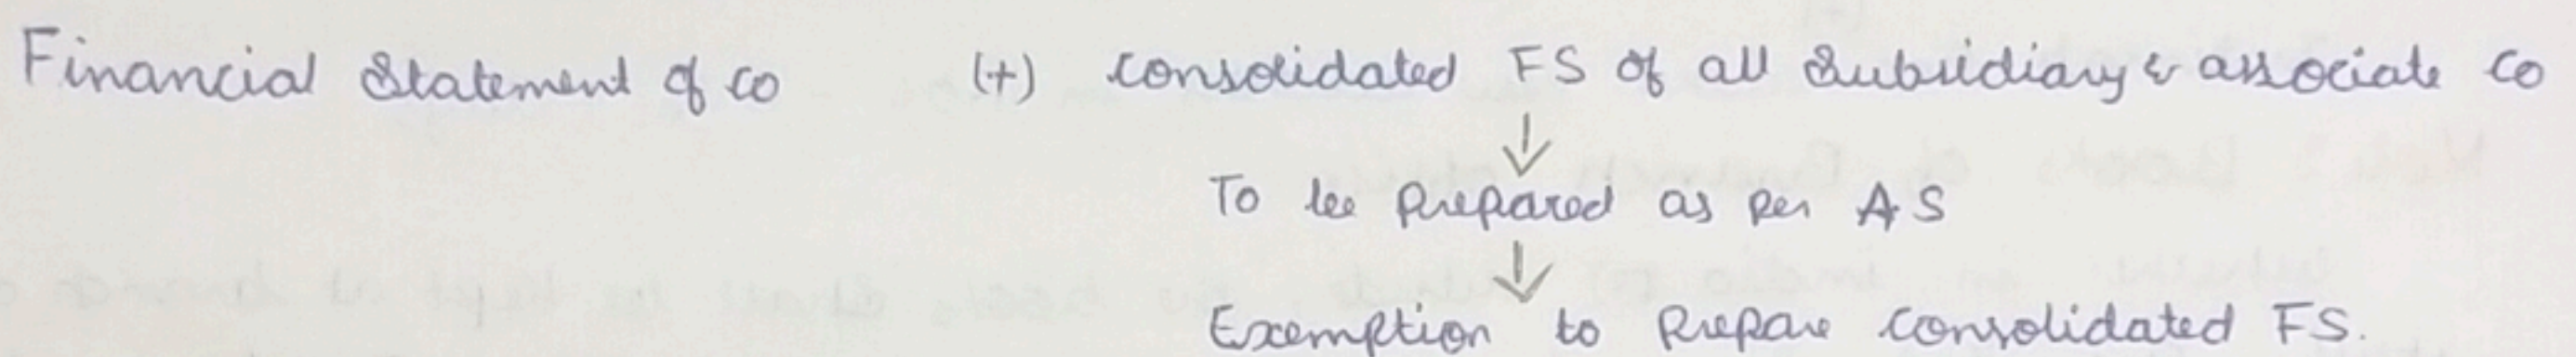 Financial Statement of co (+) Consolidated FS of all Subsidiary & associate co
↓
To be Prepared as per AS
↓
Exemption to Prepare Consolidated FS.